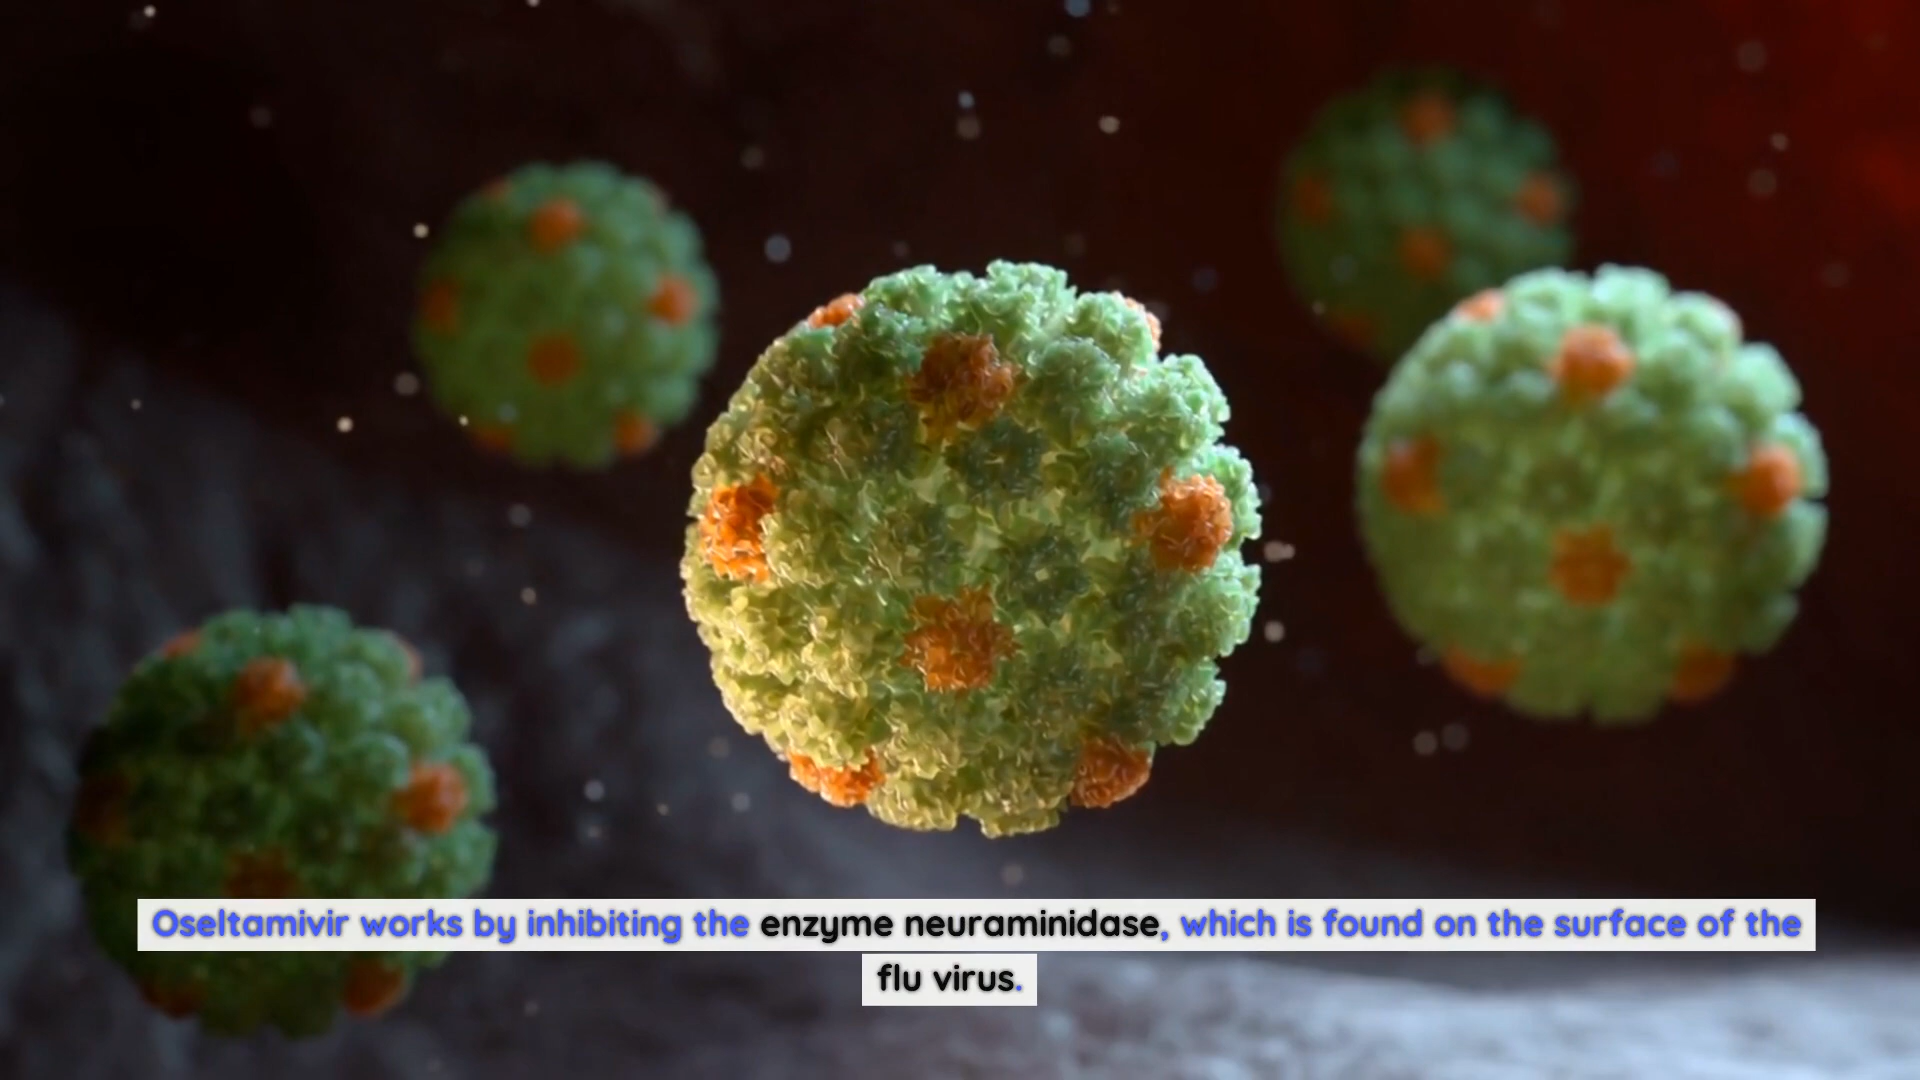 Oseltamivir works by inhibiting the enzyme neuraminidase, which is found on the surface of the
flu virus.